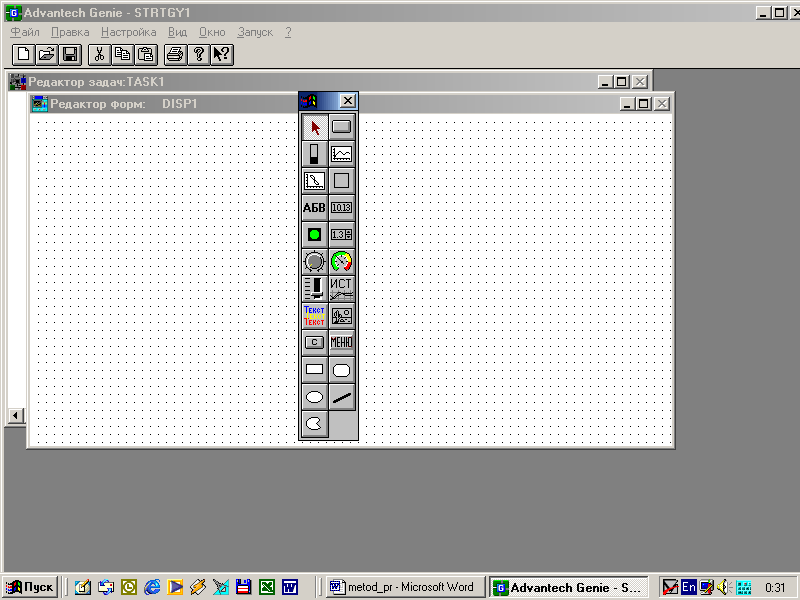 Advantech Genie - STRTGY1
Файл Правка Настройка Вид Окно Запуск ?
Редактор задач:TASK1
Редактор форм: DISP1
АБВ
10.13
1.3
ИСТ
Текст
Текст
C
МЕНЮ
Пуск
metod_pr - Microsoft Word
Advantech Genie - S...
En
0:31